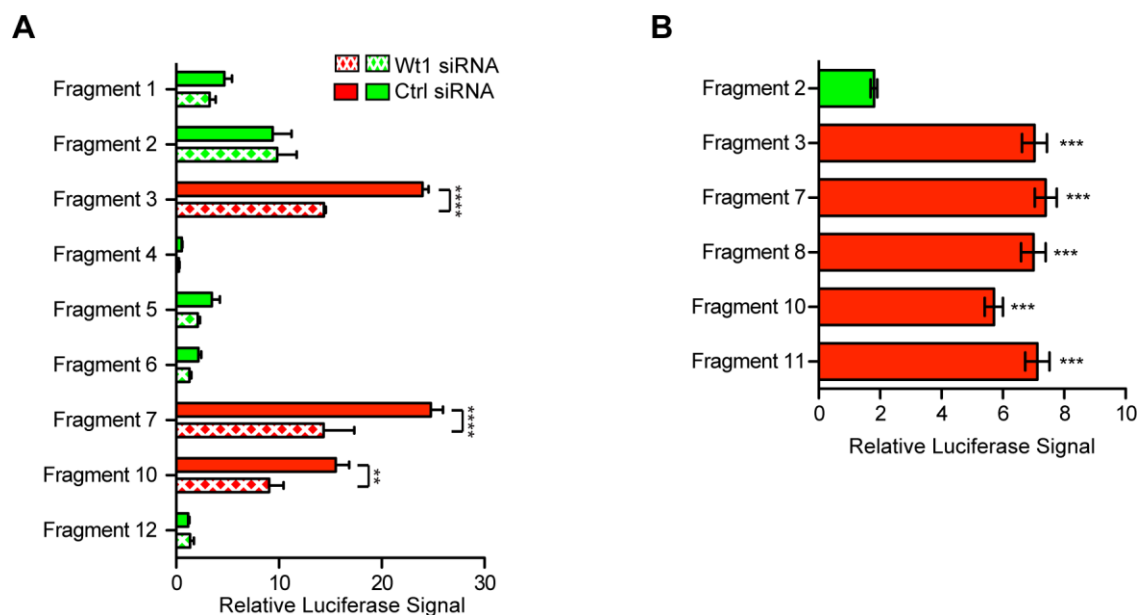 A
Wt1 siRNA
Ctrl siRNA
Fragment 1
Fragment 2
Fragment 3
****
Fragment 4
Fragment 5
Fragment 6
Fragment 7
****
Fragment 10
**
Fragment 12
0 10 20 30
Relative Luciferase Signal
B
Fragment 2
Fragment 3 ***
Fragment 7 ***
Fragment 8 ***
Fragment 10 ***
Fragment 11 ***
0 2 4 6 8 10
Relative Luciferase Signal